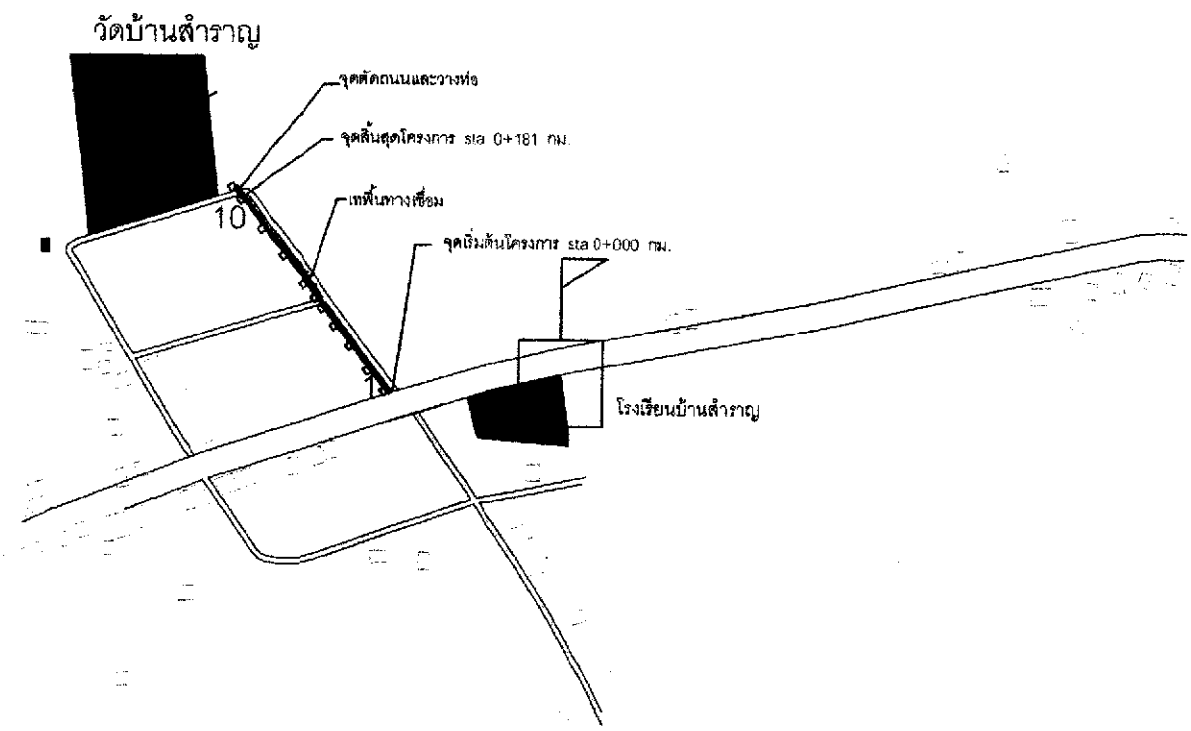 วัดบ้านสำราญ
จุดตัดถนนและวางท่อ
จุดสิ้นสุดโครงการ sta 0+181 กม.
เทพื้นทางเชื่อม
10
จุดเริ่มต้นโครงการ sta 0+000 กม.
1
โรงเรียนบ้านสำราญ